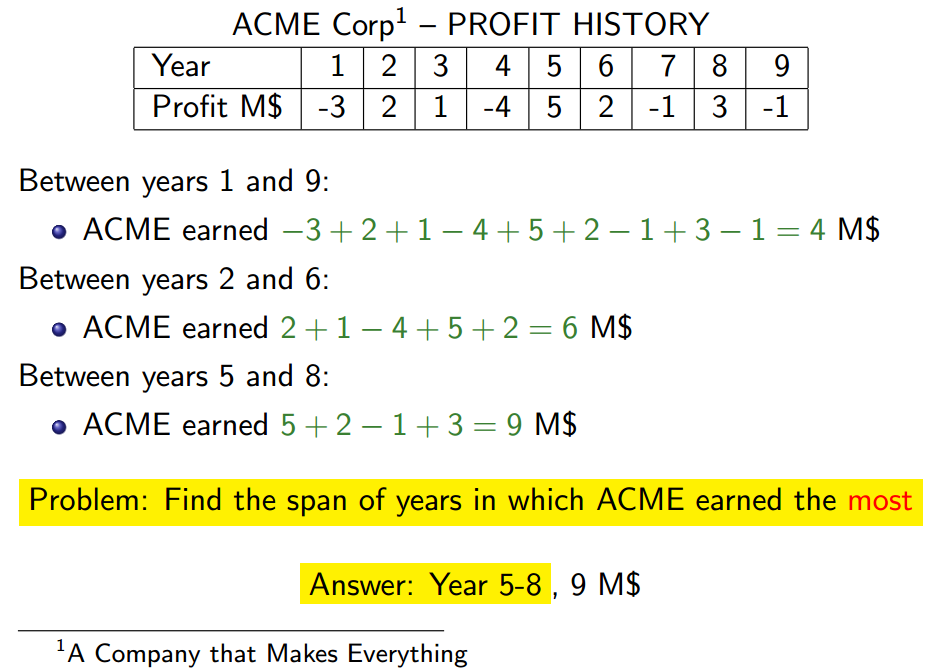 ACME Corp¹ – PROFIT HISTORY
Year 1 2 3 4 5 6 7 8 9
Profit M$ -3 2 1 -4 5 2 -1 3 -1
Between years 1 and 9:
ACME earned −3 + 2 + 1 − 4 + 5 + 2 − 1 + 3 − 1 = 4 M$
Between years 2 and 6:
ACME earned 2 + 1 − 4 + 5 + 2 = 6 M$
Between years 5 and 8:
ACME earned 5 + 2 − 1 + 3 = 9 M$
Problem: Find the span of years in which ACME earned the most
Answer: Year 5-8 , 9 M$
¹A Company that Makes Everything